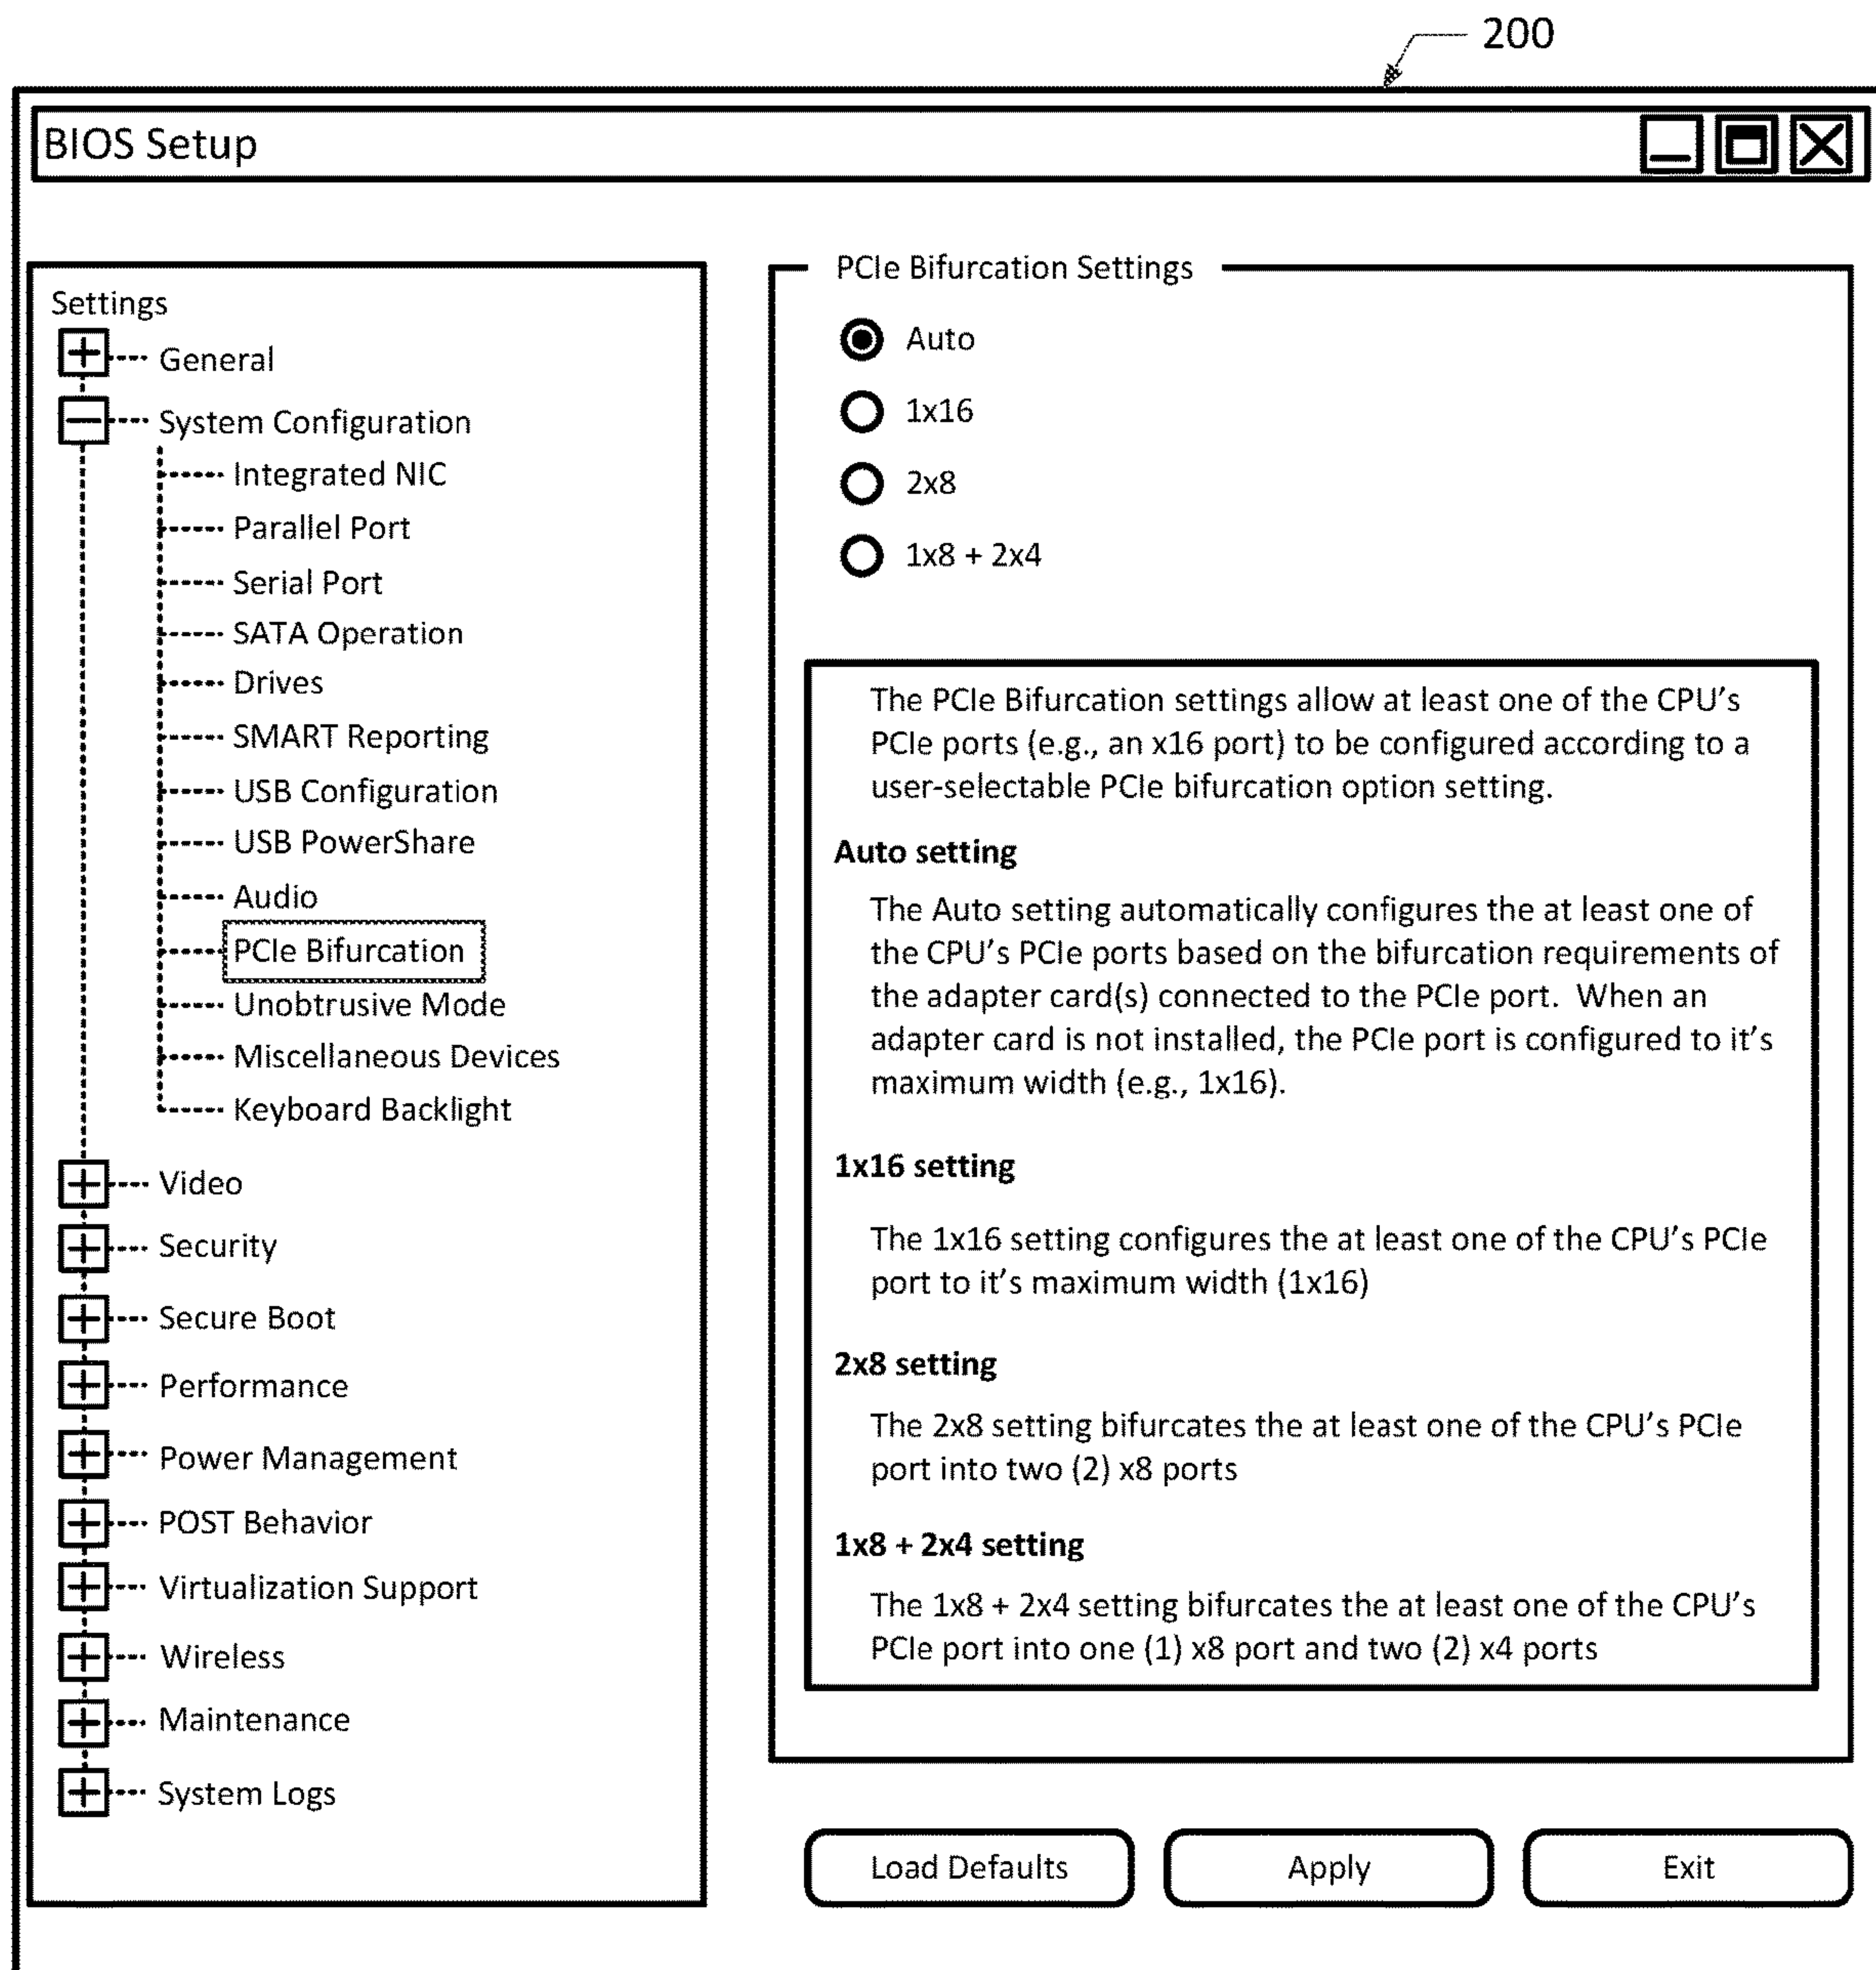 200
BIOS Setup
Settings
General
System Configuration
Integrated NIC
Parallel Port
Serial Port
SATA Operation
Drives
SMART Reporting
USB Configuration
USB PowerShare
Audio
PCIe Bifurcation
Unobtrusive Mode
Miscellaneous Devices
Keyboard Backlight
Video
Security
Secure Boot
Performance
Power Management
POST Behavior
Virtualization Support
Wireless
Maintenance
System Logs
PCIe Bifurcation Settings
Auto
1x16
2x8
1x8 + 2x4
The PCIe Bifurcation settings allow at least one of the CPU's
PCIe ports (e.g., an x16 port) to be configured according to a
user-selectable PCIe bifurcation option setting.
Auto setting
The Auto setting automatically configures the at least one of
the CPU's PCIe ports based on the bifurcation requirements of
the adapter card(s) connected to the PCIe port.  When an
adapter card is not installed, the PCIe port is configured to it's
maximum width (e.g., 1x16).
1x16 setting
The 1x16 setting configures the at least one of the CPU's PCIe
port to it's maximum width (1x16)
2x8 setting
The 2x8 setting bifurcates the at least one of the CPU's PCIe
port into two (2) x8 ports
1x8 + 2x4 setting
The 1x8 + 2x4 setting bifurcates the at least one of the CPU's
PCIe port into one (1) x8 port and two (2) x4 ports
Load Defaults
Apply
Exit